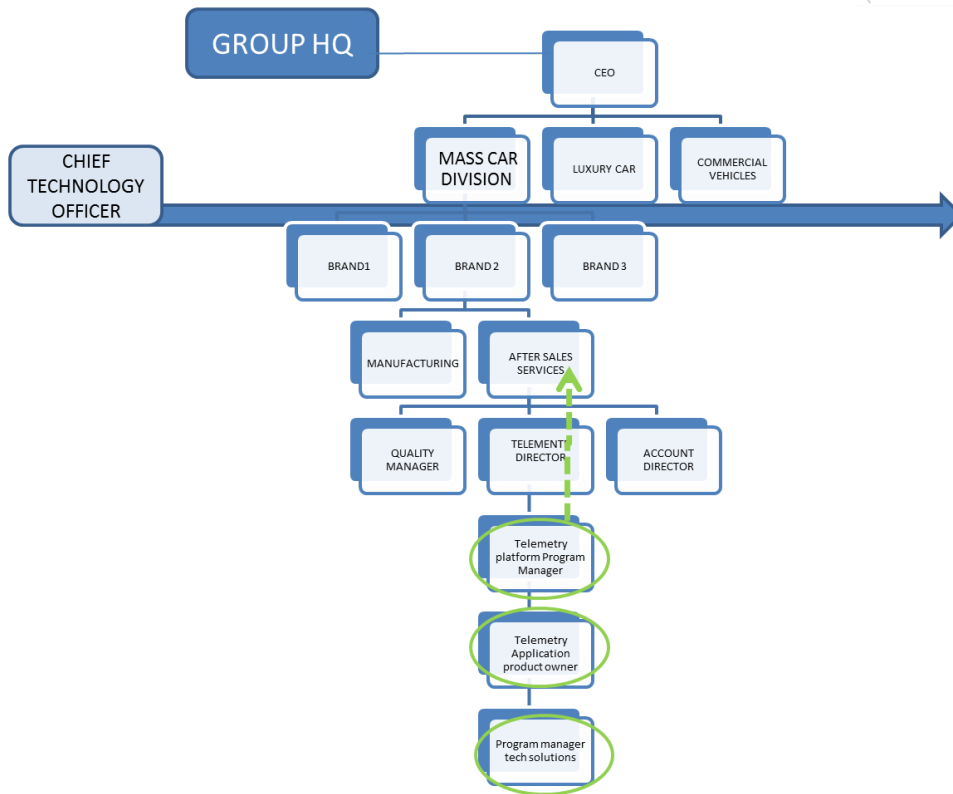 GROUP HQ
CEO
MASS CAR
DIVISION
LUXURY CAR
COMMERCIAL
VEHICLES
CHIEF
TECHNOLOGY
OFFICER
BRAND1
BRAND 2
BRAND 3
MANUFACTURING
AFTER SALES
SERVICES
QUALITY
MANAGER
DIRECTOR
ACCOUNT
DIRECTOR
Telemetry
platform Program
Manager
Telemetry
Application
product owner
Program manager
tech solutions